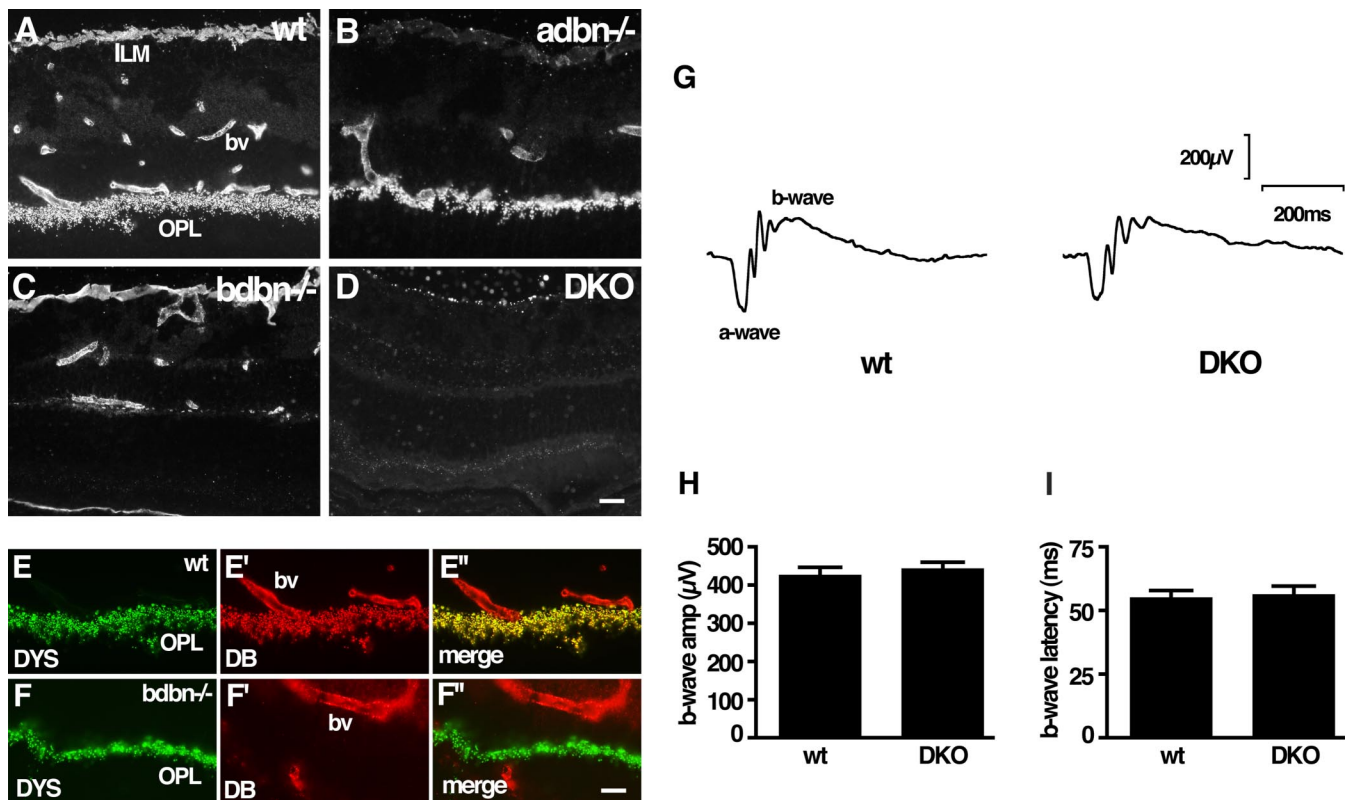 A wt
ILM
bv
OPL
B adbn-/-
C bdbn-/-
D DKO
E wt
OPL
DYS
E' bv
DB
E"
merge
F bdbn-/-
OPL
DYS
F'
bv
DB
F"
merge
G
200µV
200ms
b-wave
a-wave
wt
DKO
H
b-wave amp (µV)
500
400
300
200
100
0
wt
DKO
I
b-wave latency (ms)
75
50
25
0
wt
DKO